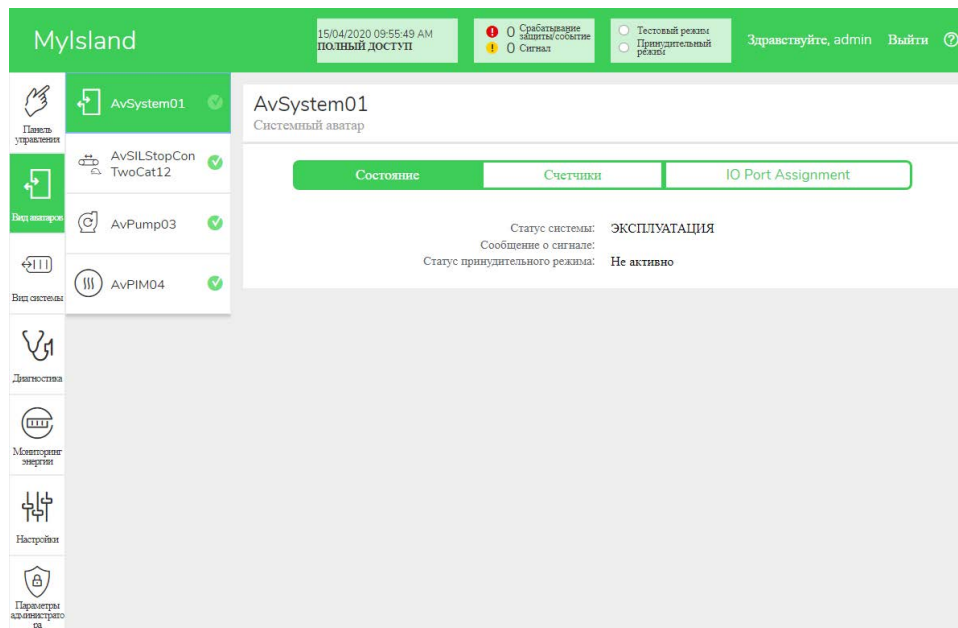 MyIsland
15/04/2020 09:55:49 AM
ПОЛНЫЙ ДОСТУП
0 Срабатывание
защиты/событие
0 Сигнал
Тестовый режим
Принудительный
режим
Здравствуйте, admin
Выйти
Панель
управления
Вид аватаров
Вид системы
Диагностика
Мониторинг
энергии
Настройки
Параметры
администрато
ра
AvSystem01
AvSILStopCon
TwoCat12
AvPump03
AvPIM04
AvSystem01
Системный аватар
Состояние
Счетчики
IO Port Assignment
Статус системы: ЭКСПЛУАТАЦИЯ
Сообщение о сигнале:
Статус принудительного режима: Не активно